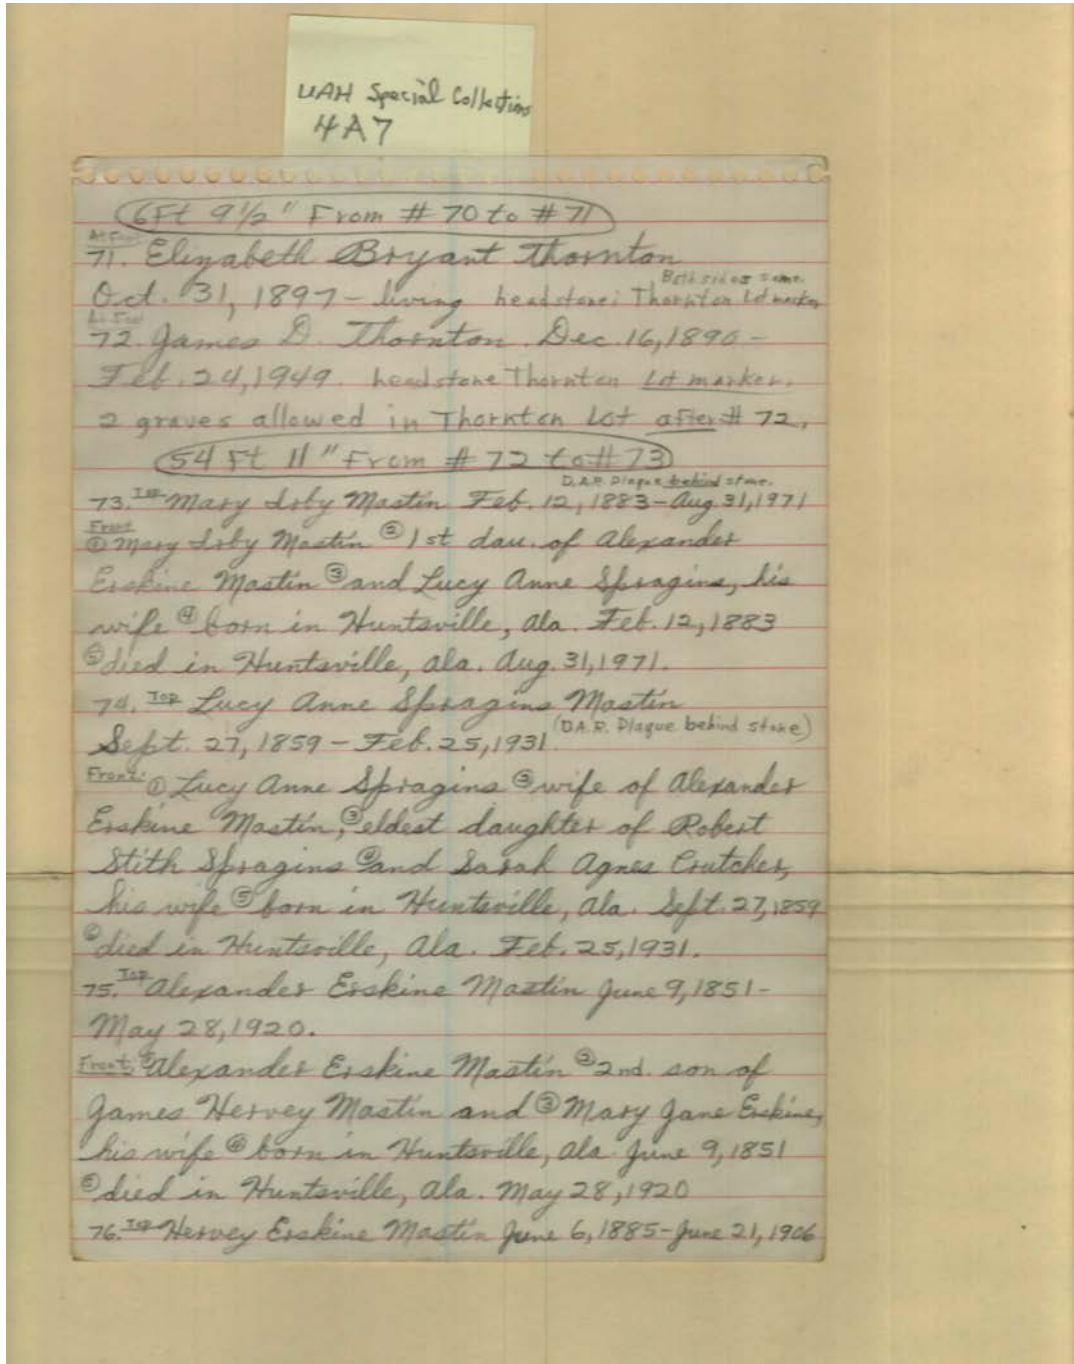 UAH Special Collections
4A7
6Ft 9½" From #70 to #71
At Foot
71. Elizabeth Bryant Thornton
Both sides same.
Oct. 31, 1897 - living headstone: Thornton Lot marker
At Foot
72. James D. Thornton Dec. 16, 1890 -
Feb. 24, 1949. headstone Thornton Lot marker.
2 graves allowed in Thornton Lot after # 72.
54 Ft 11" From # 72 to # 73
D.A.R. Plaque behind stone.
73. Top Mary Irby Mastin Feb. 12, 1883 - Aug. 31, 1971
Front
① Mary Irby Mastin ② 1st dau. of Alexander
Erskine Mastin ③ and Lucy Anne Spragins, his
wife ④ born in Huntsville, Ala. Feb. 12, 1883
⑤ died in Huntsville, Ala. Aug. 31, 1971.
74. Top Lucy Anne Spragins Mastin
Sept. 27, 1859 - Feb. 25, 1931 (D.A.R. Plaque behind stone)
Front: ① Lucy Anne Spragins ② wife of Alexander
Erskine Mastin, ③ eldest daughter of Robert
Stith Spragins ④ and Sarah Agnes Crutcher,
his wife ⑤ born in Huntsville, Ala. Sept. 27, 1859
⑥ died in Huntsville, Ala. Feb. 25, 1931.
75. Top Alexander Erskine Mastin June 9, 1851 -
May 28, 1920.
Front: ① Alexander Erskine Mastin ② 2nd. son of
James Hervey Mastin and ③ Mary Jane Erskine,
his wife ④ born in Huntsville, Ala. June 9, 1851
⑤ died in Huntsville, Ala. May 28, 1920
76. Top Hervey Erskine Mastin June 6, 1885 - June 21, 1906